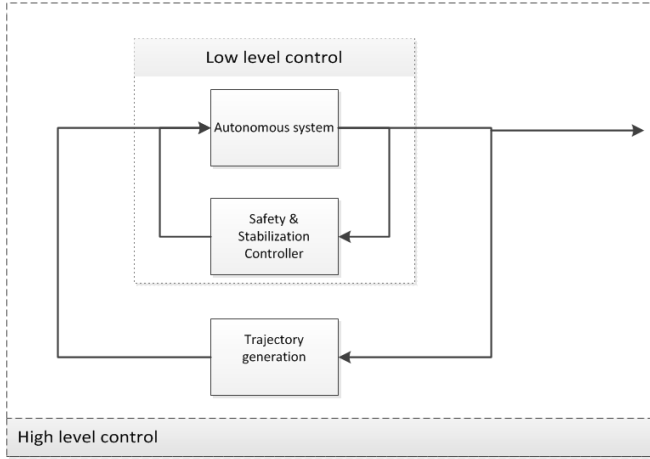 Low level control
Autonomous system
Safety &
Stabilization
Controller
Trajectory
generation
High level control